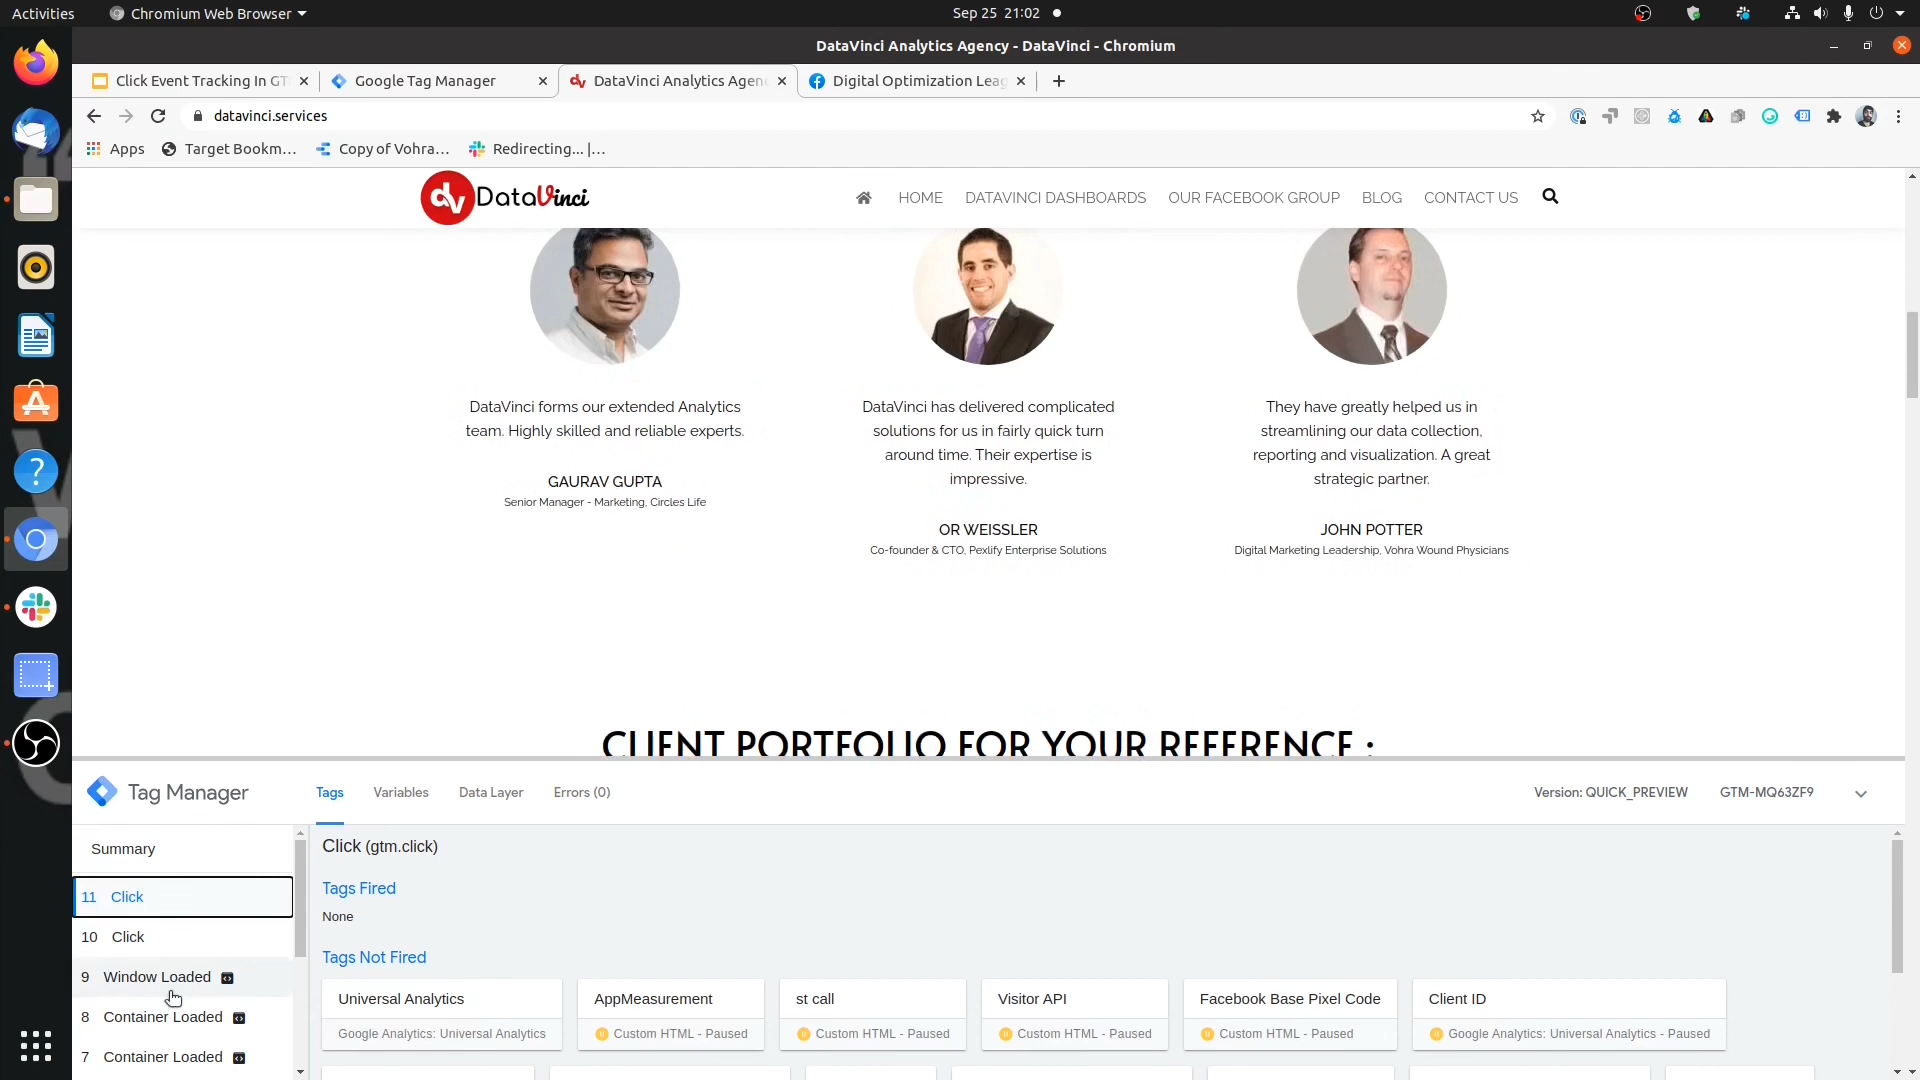 Activities
Chromium Web Browser
Sep 25 21:02
DataVinci Analytics Agency - DataVinci - Chromium
Click Event Tracking In GT
Google Tag Manager
DataVinci Analytics Agen
Digital Optimization Leag
datavinci.services
Apps
Target Bookm...
Copy of Vohra...
Redirecting... |...
dv DataVinci
HOME
DATAVINCI DASHBOARDS
OUR FACEBOOK GROUP
BLOG
CONTACT US
DataVinci forms our extended Analytics
team. Highly skilled and reliable experts.
GAURAV GUPTA
Senior Manager - Marketing, Circles Life
DataVinci has delivered complicated
solutions for us in fairly quick turn
around time. Their expertise is
impressive.
OR WEISSLER
Co-founder & CTO, Pexlify Enterprise Solutions
They have greatly helped us in
streamlining our data collection,
reporting and visualization. A great
strategic partner.
JOHN POTTER
Digital Marketing Leadership, Vohra Wound Physicians
CLIENT PORTFOLIO FOR YOUR REFERENCE :
Tag Manager
Tags
Variables
Data Layer
Errors (0)
Version: QUICK_PREVIEW
GTM-MQ63ZF9
Summary
11 Click
10 Click
9 Window Loaded
8 Container Loaded
7 Container Loaded
Click (gtm.click)
Tags Fired
None
Tags Not Fired
Universal Analytics
Google Analytics: Universal Analytics
AppMeasurement
Custom HTML - Paused
st call
Custom HTML - Paused
Visitor API
Custom HTML - Paused
Facebook Base Pixel Code
Custom HTML - Paused
Client ID
Google Analytics: Universal Analytics - Paused